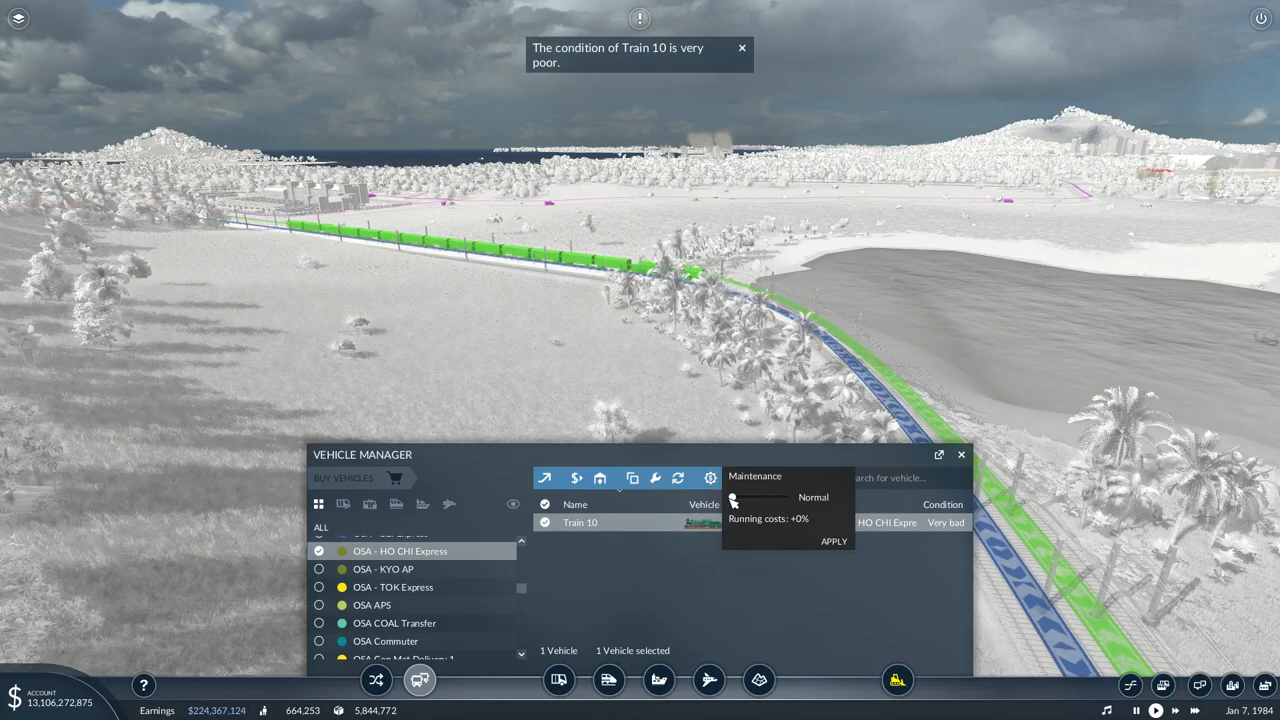 The condition of Train 10 is very
poor.
VEHICLE MANAGER
BUY VEHICLES
Maintenance
arch for vehicle...
Normal
Name
Vehicle
Condition
Running costs: +0%
Train 10
HO CHI Expre
Very bad
ALL
APPLY
OSA - HO CHI Express
OSA - KYO AP
OSA - TOK Express
OSA APS
OSA COAL Transfer
OSA Commuter
1 Vehicle
1 Vehicle selected
$ ACCOUNT
13,106,272,875
?
Earnings
$224,367,124
664,253
5,844,772
Jan 7, 1984